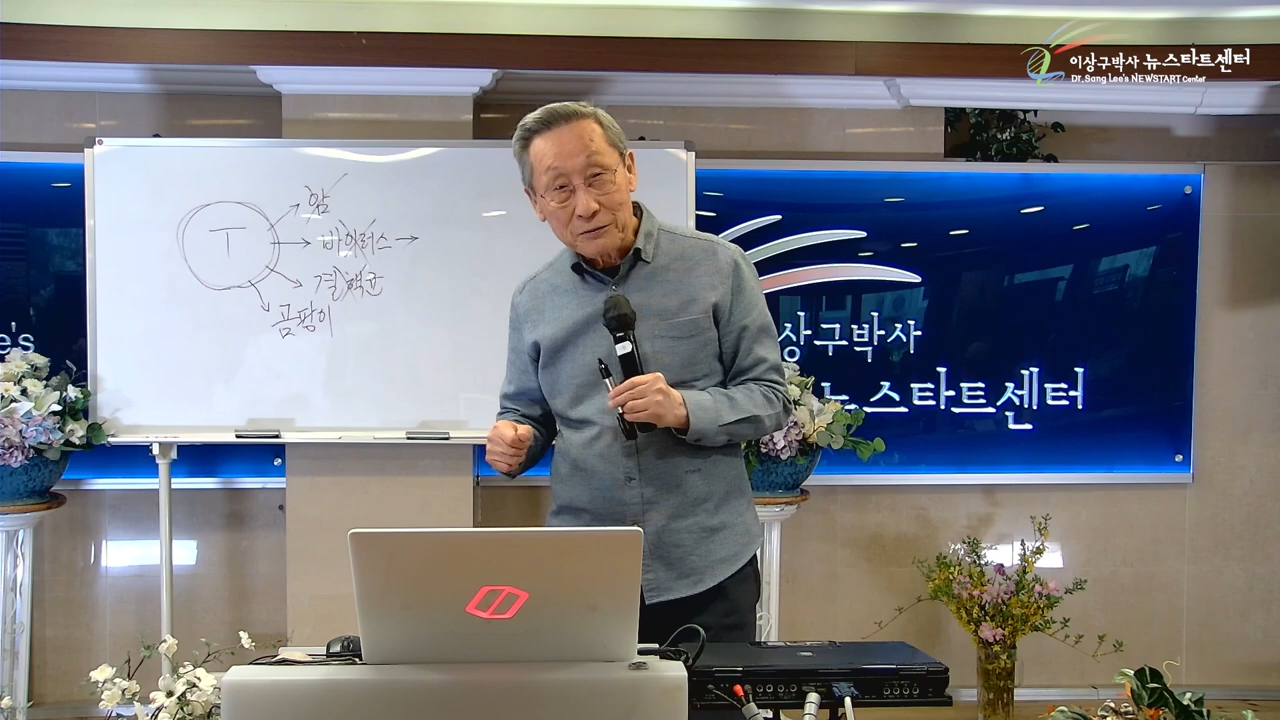 이상구박사 뉴스타트센터
Dr. Sang Lee's NEWSTART Center
T
암
바이러스
결핵균
곰팡이
e's
상구박사
뉴스타트센터